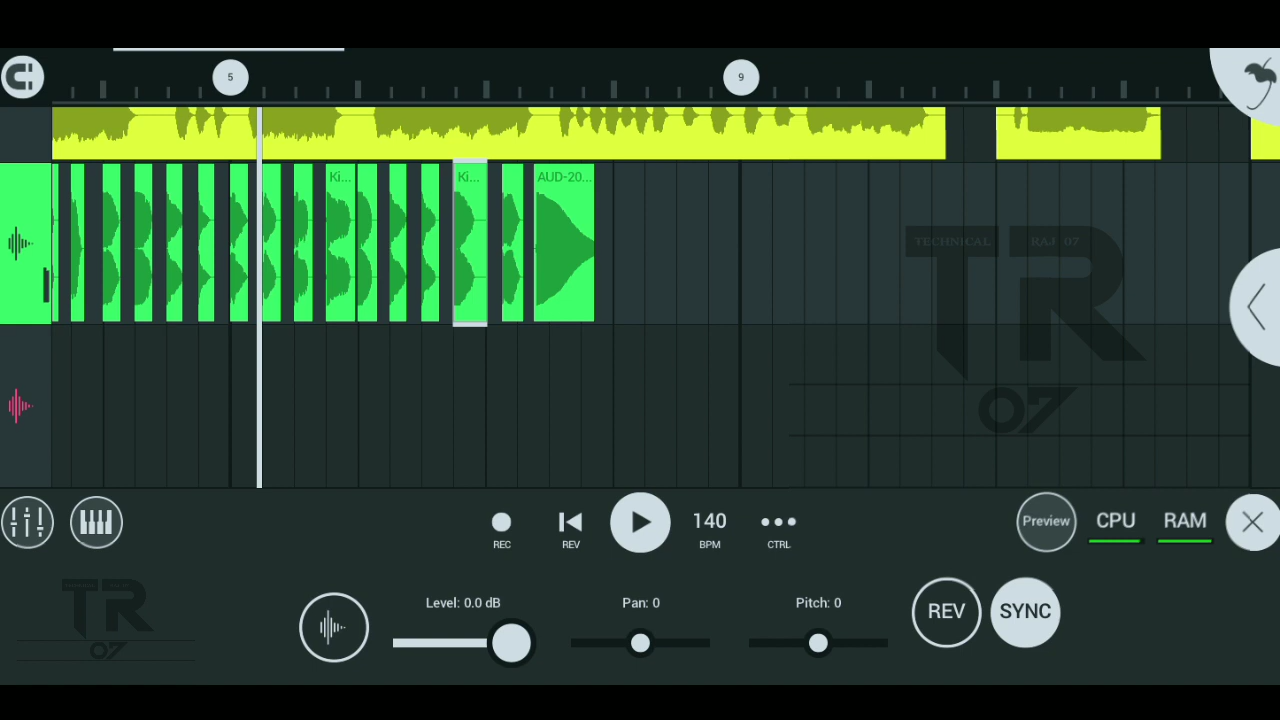 5
9
Ki...
Ki...
AUD-20...
TECHNICAL RAJ 07
TR
07
REC
REV
140
BPM
CTRL
Preview
CPU
RAM
TR
07
Level: 0.0 dB
Pan: 0
Pitch: 0
REV
SYNC